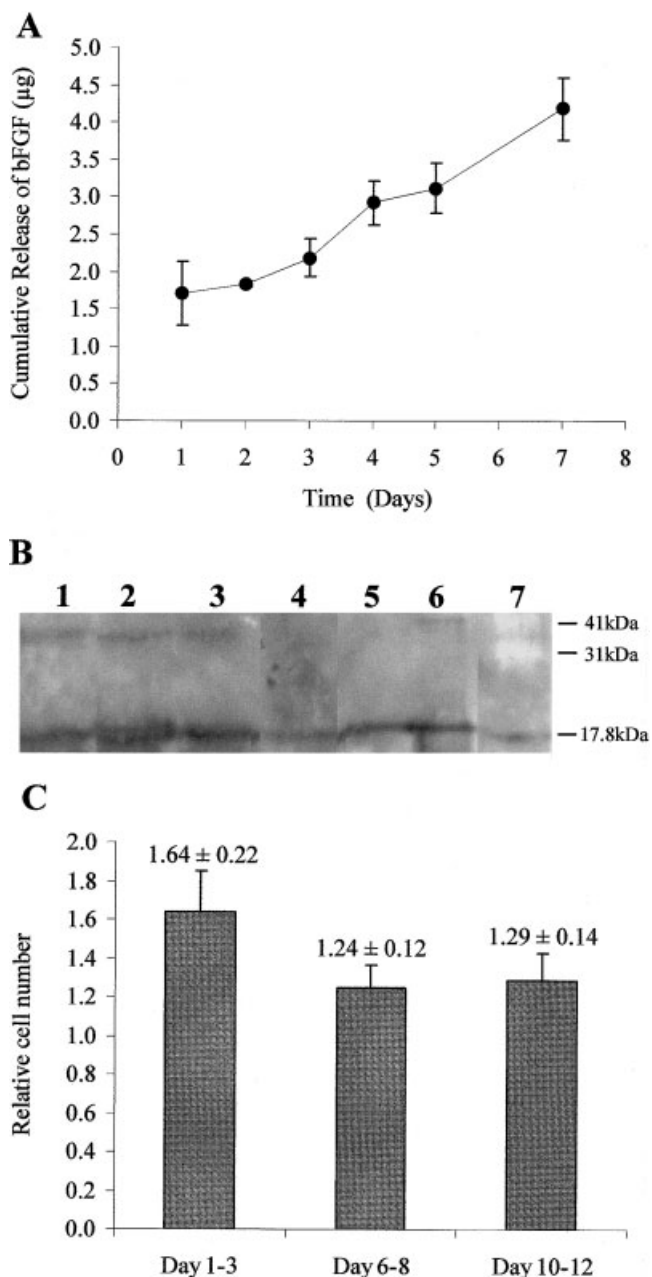 A
Cumulative Release of bFGF (µg)
5.0
4.5
4.0
3.5
3.0
2.5
2.0
1.5
1.0
0.5
0.0
0 1 2 3 4 5 6 7 8
Time (Days)
B
1 2 3 4 5 6 7
41kDa
31kDa
17.8kDa
C
Relative cell number
2.0
1.8
1.6
1.4
1.2
1.0
0.8
0.6
0.4
0.2
0.0
1.64 ± 0.22
1.24 ± 0.12
1.29 ± 0.14
Day 1-3 Day 6-8 Day 10-12